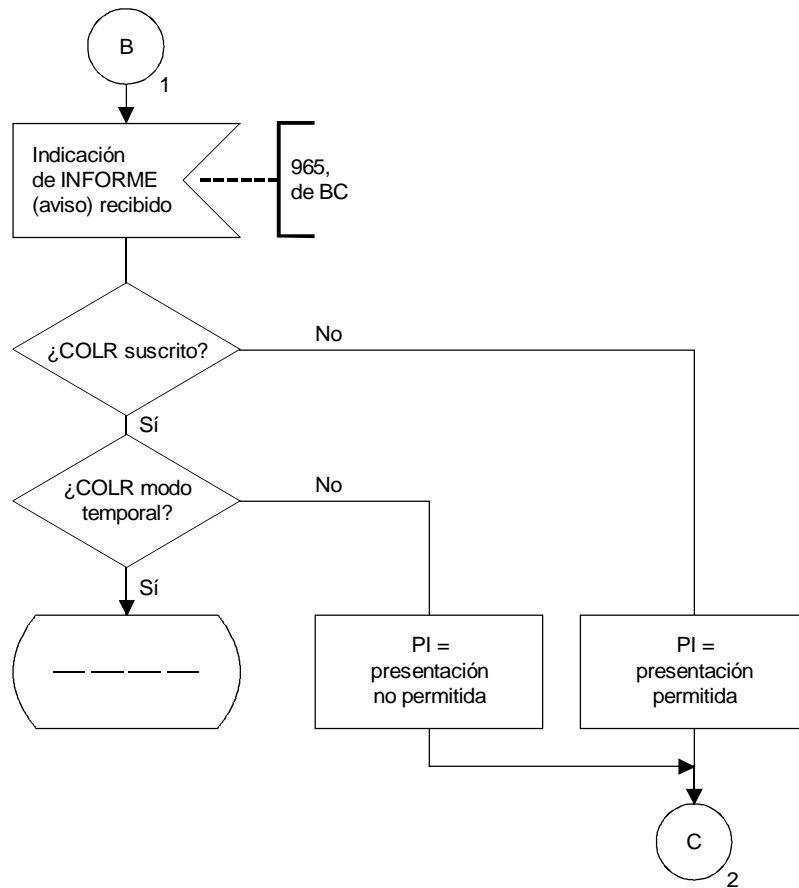 B
1
Indicación
de INFORME
(aviso) recibido
965,
de BC
¿COLR suscrito?
No
Sí
¿COLR modo
temporal?
No
Sí
PI =
presentación
no permitida
PI =
presentación
permitida
C
2